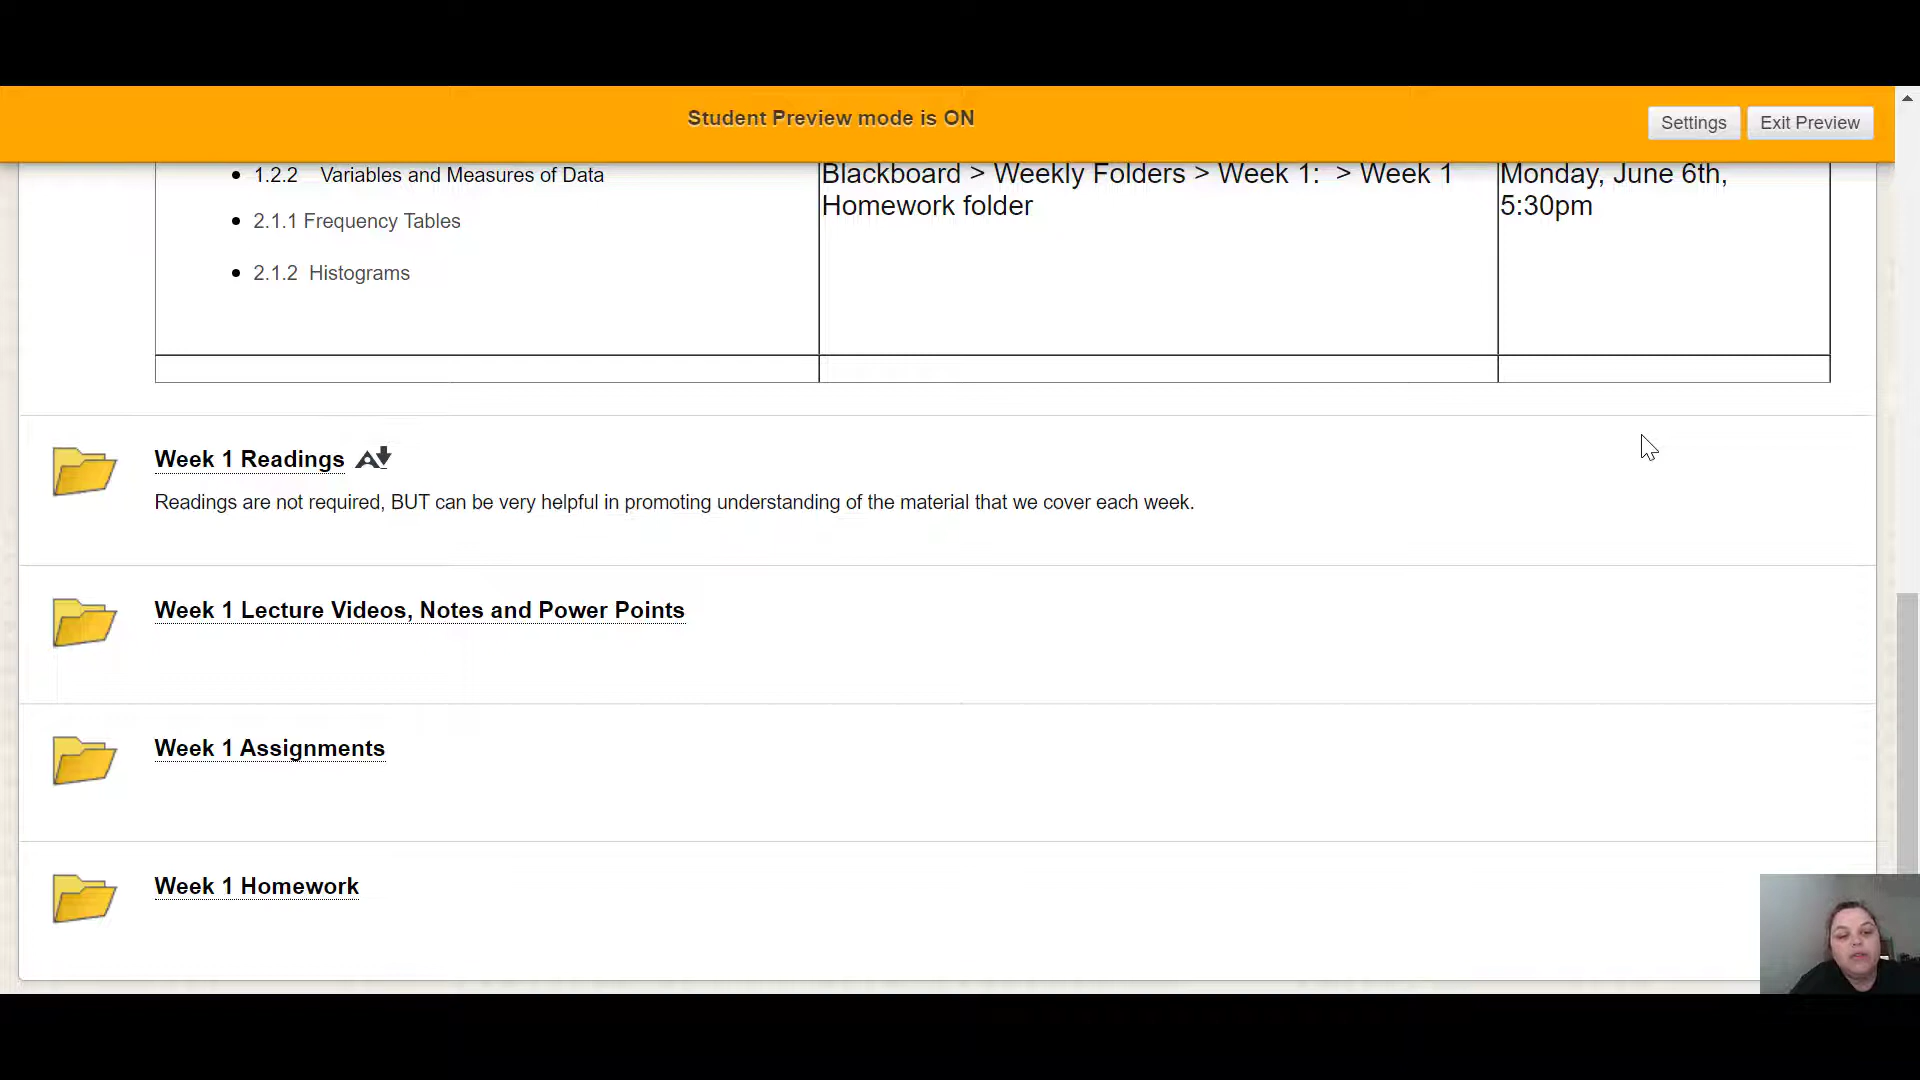 Student Preview mode is ON
Settings
Exit Preview
1.2.2 Variables and Measures of Data
2.1.1 Frequency Tables
2.1.2 Histograms
Blackboard > Weekly Folders > Week 1: > Week 1
Homework folder
Monday, June 6th,
5:30pm
Week 1 Readings
Readings are not required, BUT can be very helpful in promoting understanding of the material that we cover each week.
Week 1 Lecture Videos, Notes and Power Points
Week 1 Assignments
Week 1 Homework